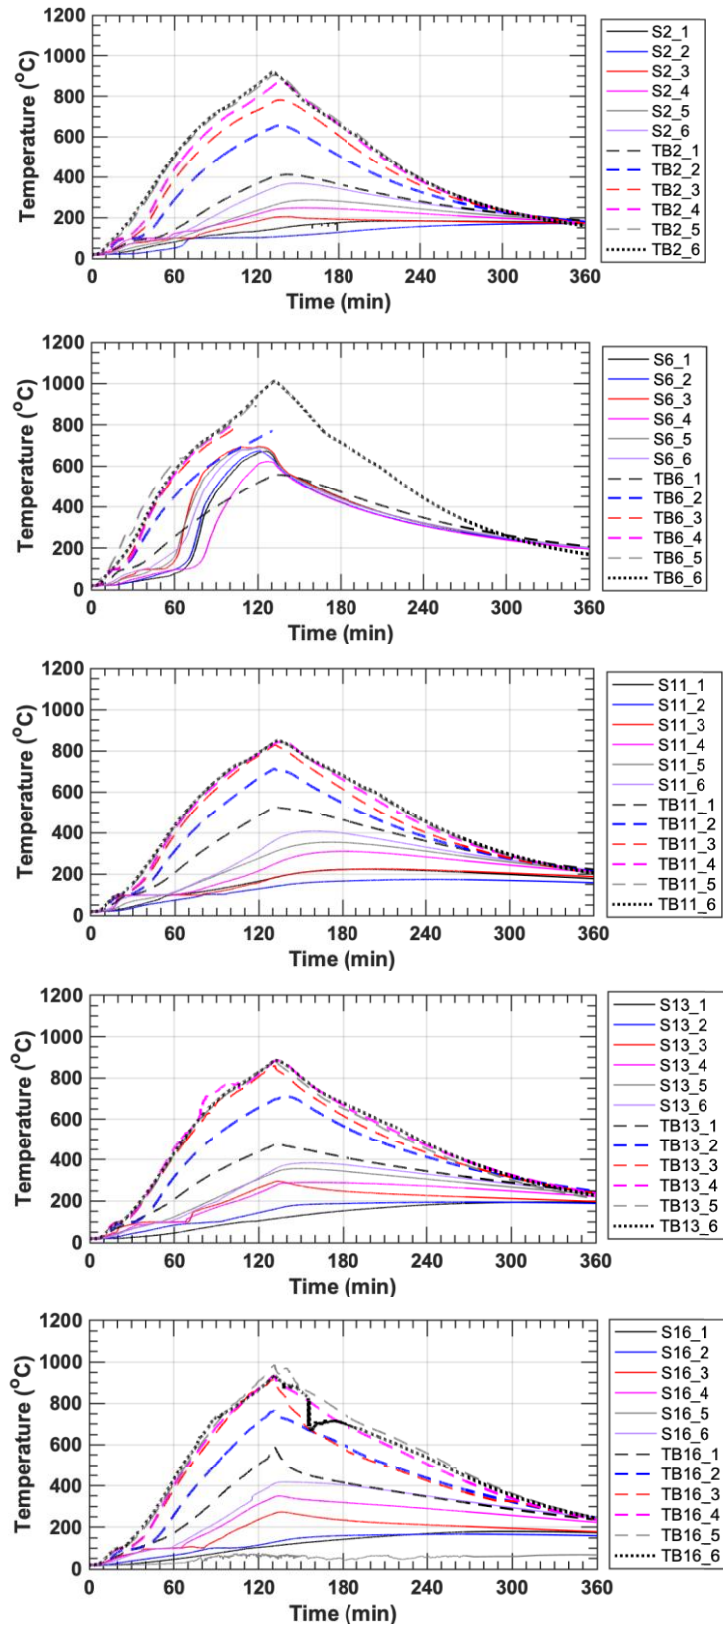 1200
1000
800
600
400
200
0
Temperature (°C)
0 60 120 180 240 300 360
Time (min)
S2_1
S2_2
S2_3
S2_4
S2_5
S2_6
TB2_1
TB2_2
TB2_3
TB2_4
TB2_5
TB2_6
1200
1000
800
600
400
200
0
Temperature (°C)
0 60 120 180 240 300 360
Time (min)
S6_1
S6_2
S6_3
S6_4
S6_5
S6_6
TB6_1
TB6_2
TB6_3
TB6_4
TB6_5
TB6_6
1200
1000
800
600
400
200
0
Temperature (°C)
0 60 120 180 240 300 360
Time (min)
S11_1
S11_2
S11_3
S11_4
S11_5
S11_6
TB11_1
TB11_2
TB11_3
TB11_4
TB11_5
TB11_6
1200
1000
800
600
400
200
0
Temperature (°C)
0 60 120 180 240 300 360
Time (min)
S13_1
S13_2
S13_3
S13_4
S13_5
S13_6
TB13_1
TB13_2
TB13_3
TB13_4
TB13_5
TB13_6
1200
1000
800
600
400
200
0
Temperature (°C)
0 60 120 180 240 300 360
Time (min)
S16_1
S16_2
S16_3
S16_4
S16_5
S16_6
TB16_1
TB16_2
TB16_3
TB16_4
TB16_5
TB16_6